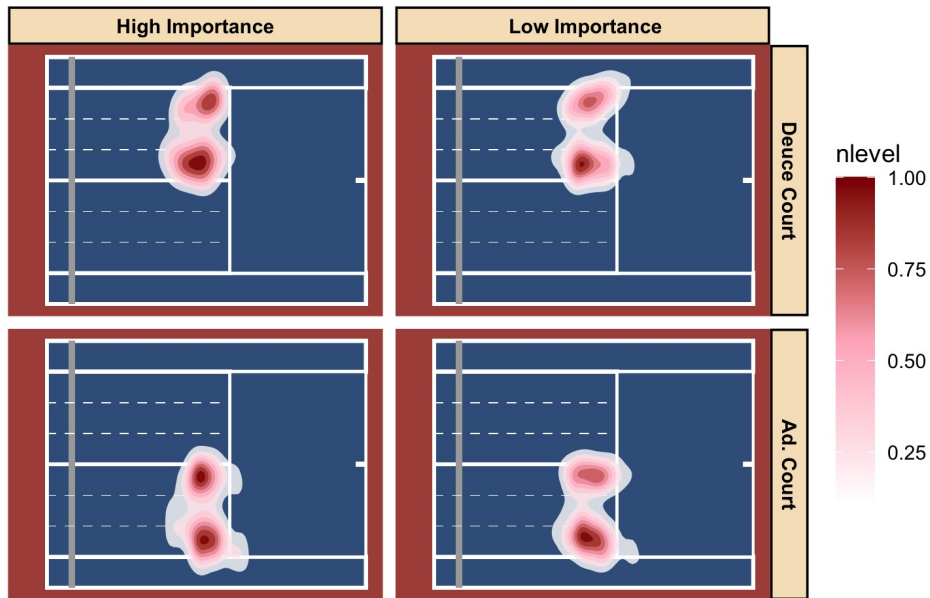 High Importance
Low Importance
Deuce Court
Ad. Court
nlevel
1.00
0.75
0.50
0.25